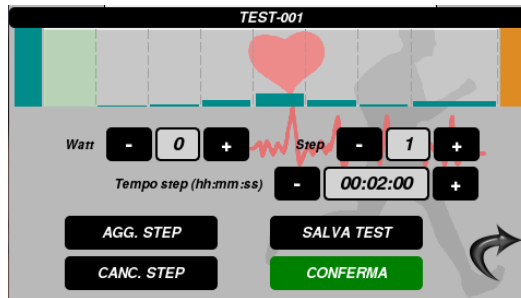 TEST-001
Watt - 0 + Step - 1 +
Tempo step (hh:mm:ss) - 00:02:00 +
AGG. STEP SALVA TEST
CANC. STEP CONFERMA